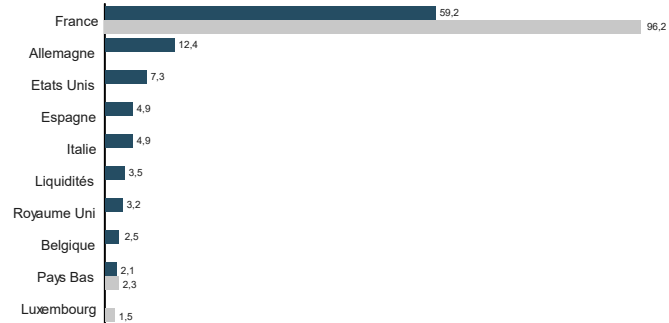 France 59,2
96,2
Allemagne 12,4
Etats Unis 7,3
Espagne 4,9
Italie 4,9
Liquidités 3,5
Royaume Uni 3,2
Belgique 2,5
Pays Bas 2,1
2,3
Luxembourg 1,5